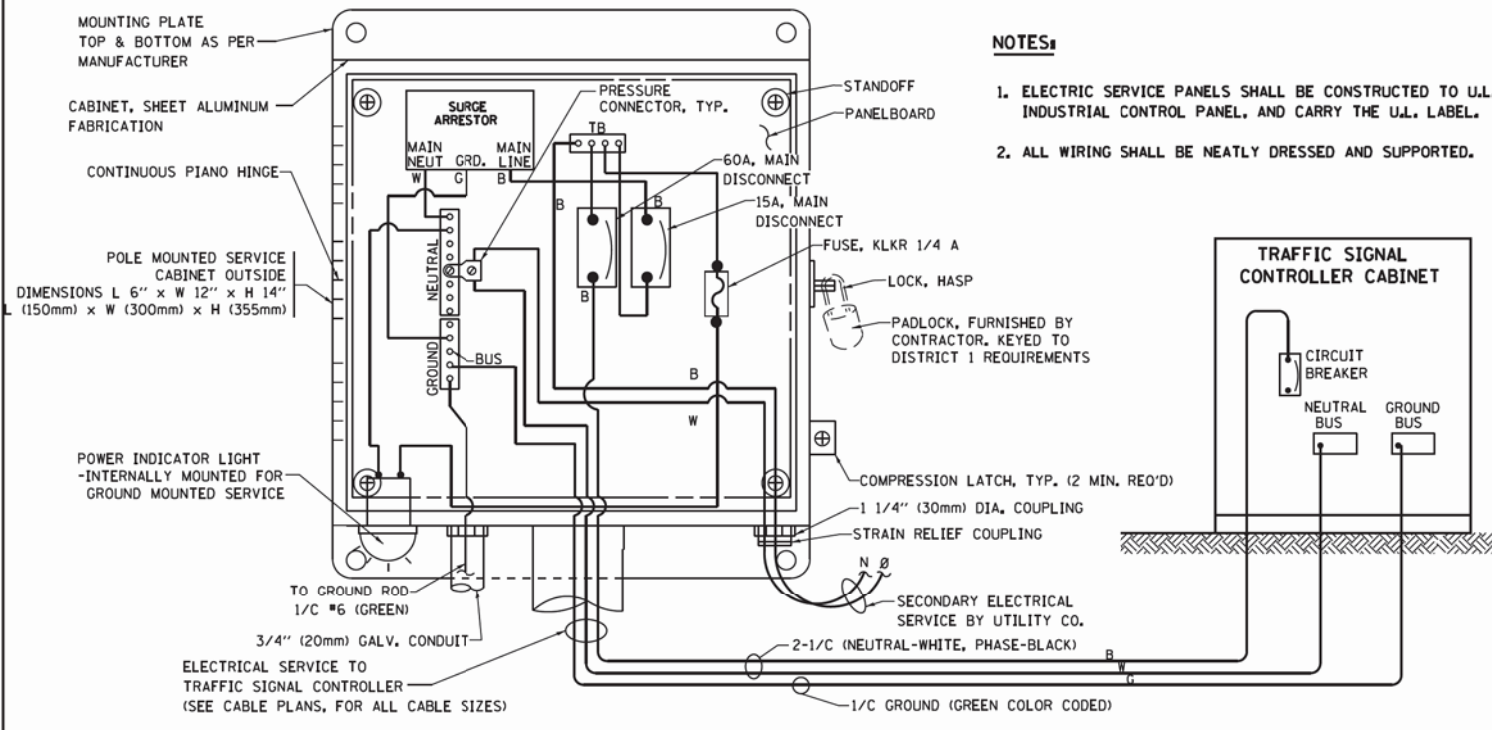 MOUNTING PLATE
TOP & BOTTOM AS PER
MANUFACTURER
CABINET, SHEET ALUMINUM
FABRICATION
CONTINUOUS PIANO HINGE
POLE MOUNTED SERVICE
CABINET OUTSIDE
DIMENSIONS L 6" x W 12" x H 14"
L (150mm) x W (300mm) x H (355mm)
POWER INDICATOR LIGHT
-INTERNALLY MOUNTED FOR
GROUND MOUNTED SERVICE
TO GROUND ROD
1/C #6 (GREEN)
3/4" (20mm) GALV. CONDUIT
ELECTRICAL SERVICE TO
TRAFFIC SIGNAL CONTROLLER
(SEE CABLE PLANS, FOR ALL CABLE SIZES)
SURGE
ARRESTOR
MAIN
NEUT
GRD.
MAIN
LINE
W
G
B
PRESSURE
CONNECTOR, TYP.
TB
NEUTRAL
GROUND
BUS
B
B
B
B
W
STANDOFF
PANELBOARD
60A, MAIN
DISCONNECT
15A, MAIN
DISCONNECT
FUSE, KLKR 1/4 A
LOCK, HASP
PADLOCK, FURNISHED BY
CONTRACTOR. KEYED TO
DISTRICT 1 REQUIREMENTS
COMPRESSION LATCH, TYP. (2 MIN. REQ'D)
1 1/4" (30mm) DIA. COUPLING
STRAIN RELIEF COUPLING
N Ø
SECONDARY ELECTRICAL
SERVICE BY UTILITY CO.
2-1/C (NEUTRAL-WHITE, PHASE-BLACK)
B
W
G
1/C GROUND (GREEN COLOR CODED)
NOTES:
1. ELECTRIC SERVICE PANELS SHALL BE CONSTRUCTED TO U.L.
INDUSTRIAL CONTROL PANEL, AND CARRY THE U.L. LABEL.
2. ALL WIRING SHALL BE NEATLY DRESSED AND SUPPORTED.
TRAFFIC SIGNAL
CONTROLLER CABINET
CIRCUIT
BREAKER
NEUTRAL
BUS
GROUND
BUS